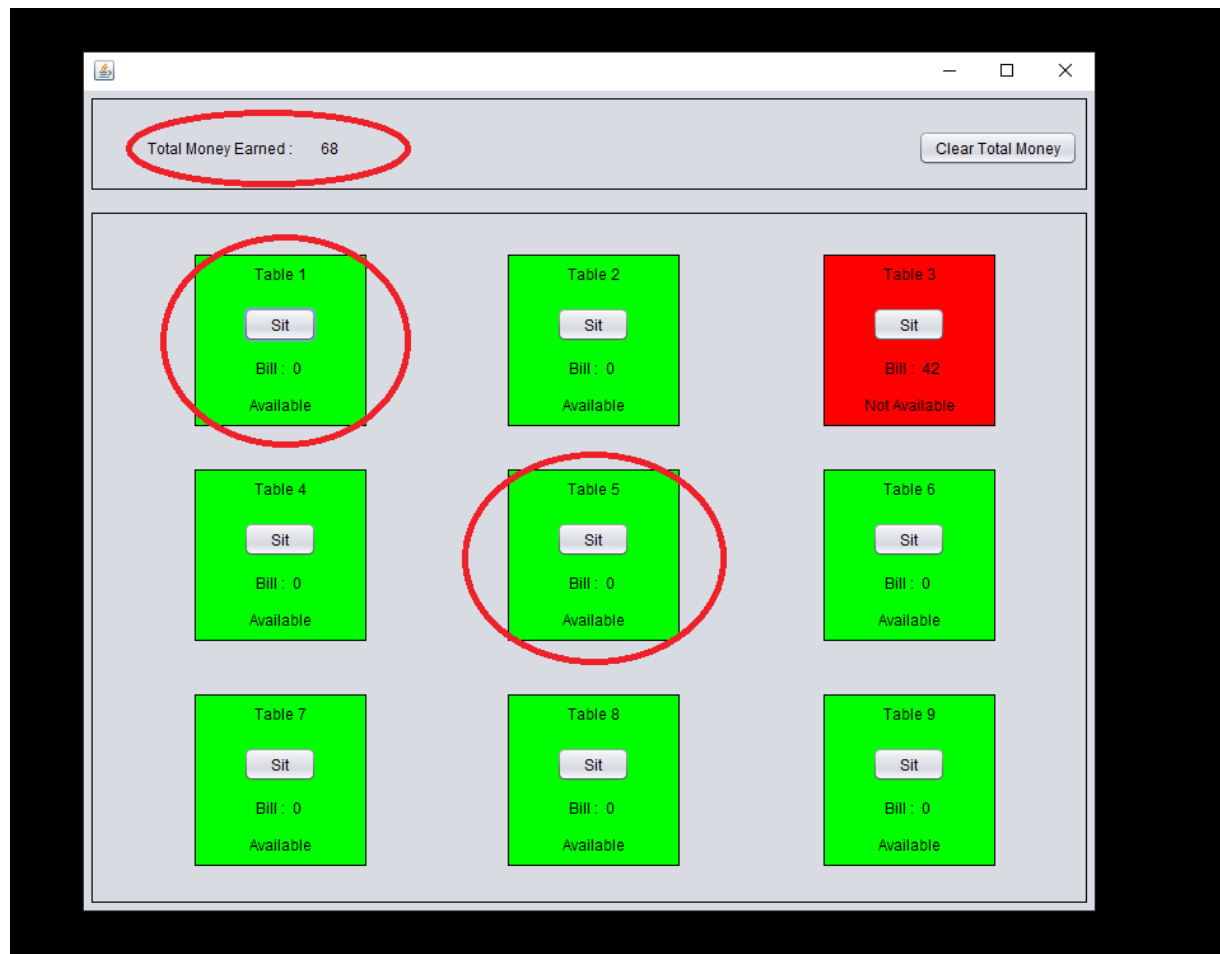 Total Money Earned : 68
Clear Total Money
Table 1
Sit
Bill : 0
Available
Table 2
Sit
Bill : 0
Available
Table 3
Sit
Bill : 42
Not Available
Table 4
Sit
Bill : 0
Available
Table 5
Sit
Bill : 0
Available
Table 6
Sit
Bill : 0
Available
Table 7
Sit
Bill : 0
Available
Table 8
Sit
Bill : 0
Available
Table 9
Sit
Bill : 0
Available